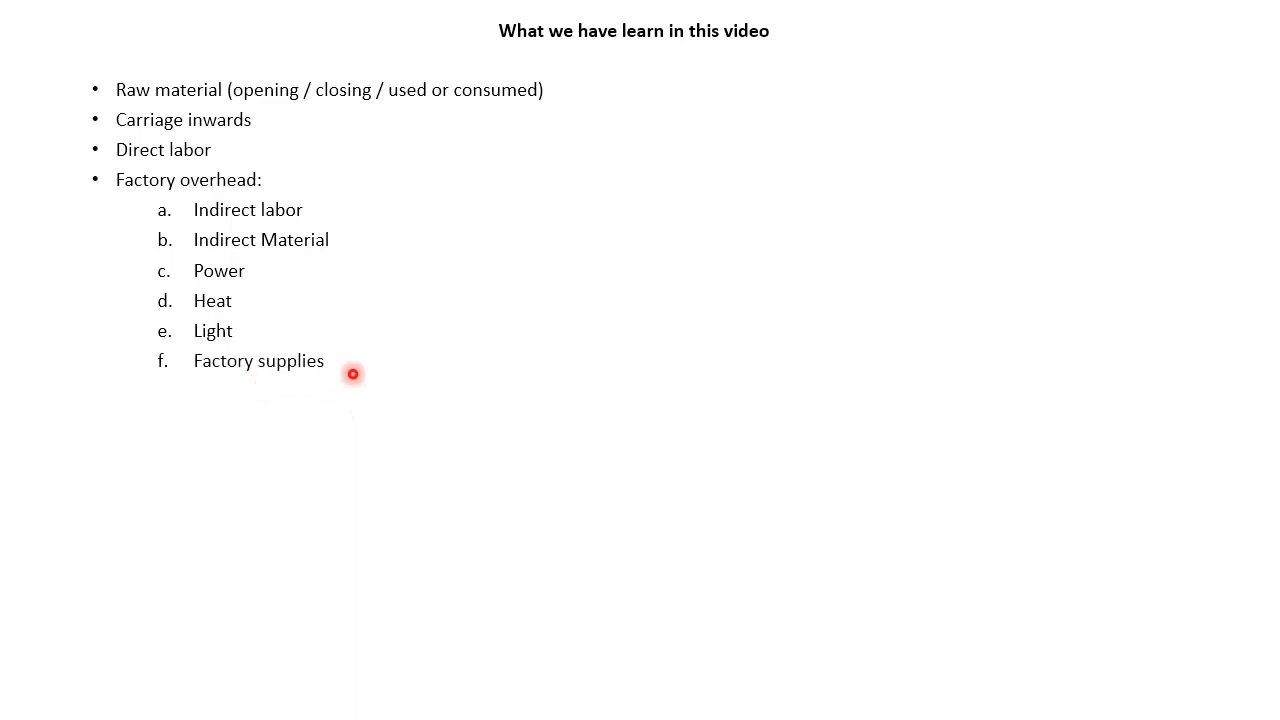 What we have learn in this video
• Raw material (opening / closing / used or consumed)
• Carriage inwards
• Direct labor
• Factory overhead:
a. Indirect labor
b. Indirect Material
c. Power
d. Heat
e. Light
f. Factory supplies